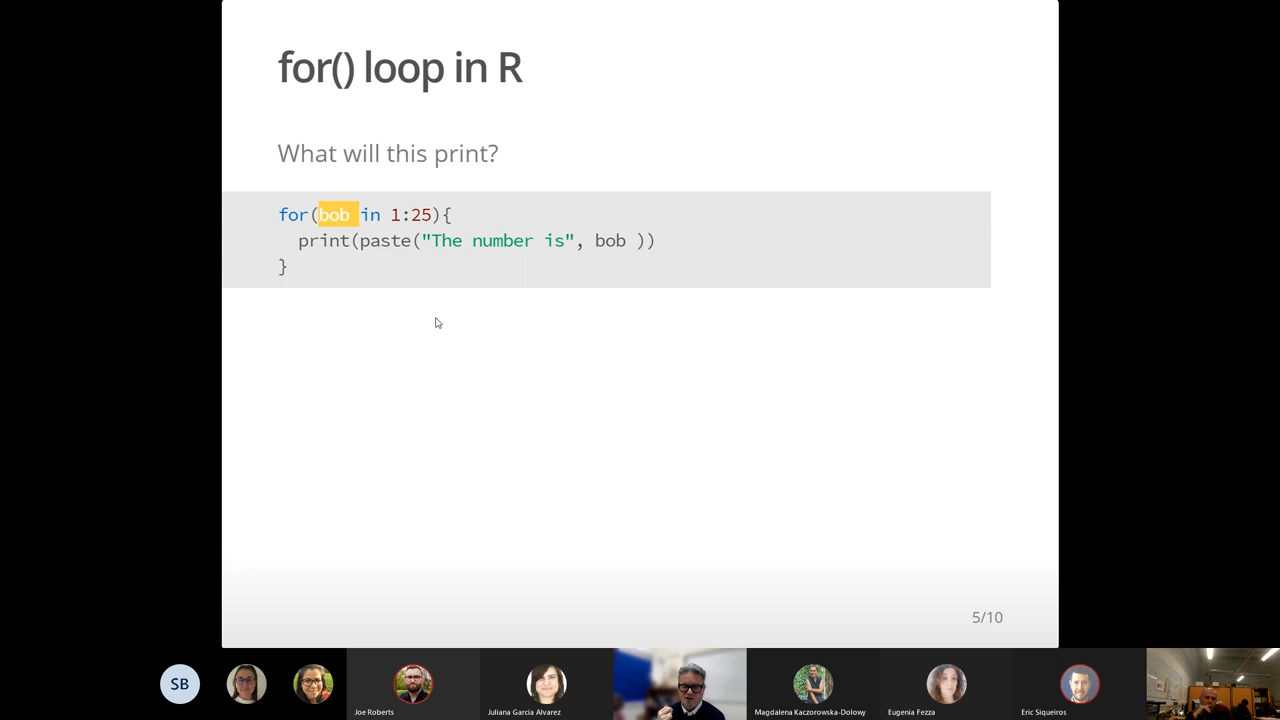 for() loop in R
What will this print?
for(bob in 1:25){
  print(paste("The number is", bob ))
}
5/10
SB
Joe Roberts
Juliana Garcia Alvarez
Magdalena Kaczorowska-Dolowy
Eugenia Fezza
Eric Siqueiros